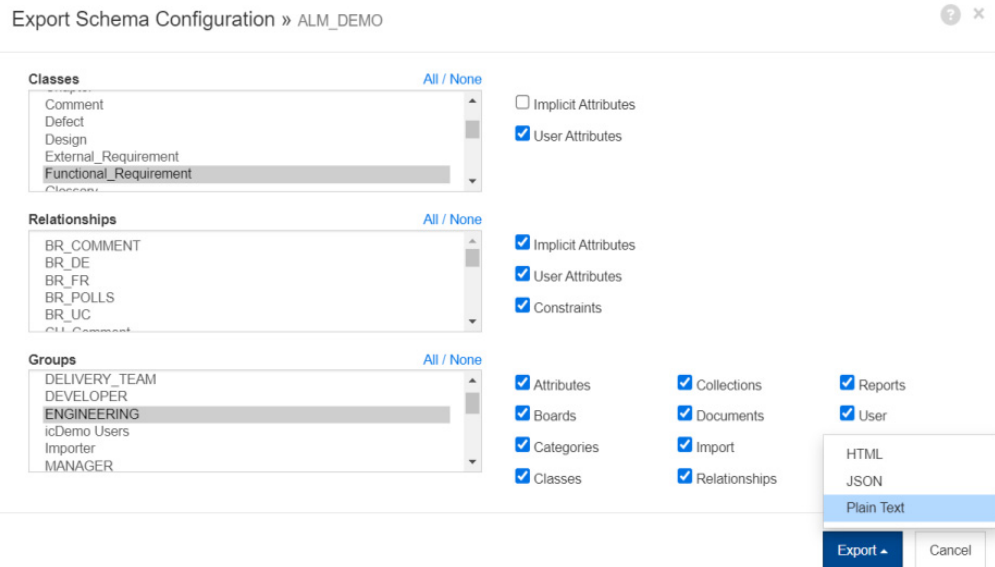 Export Schema Configuration » ALM_DEMO
Classes
All / None
Comment
Defect
Design
External_Requirement
Functional_Requirement
Glossary
Implicit Attributes
User Attributes
Relationships
All / None
BR_COMMENT
BR_DE
BR_FR
BR_POLLS
BR_UC
Implicit Attributes
User Attributes
Constraints
Groups
All / None
DELIVERY_TEAM
DEVELOPER
ENGINEERING
icDemo Users
Importer
MANAGER
Attributes
Collections
Reports
Boards
Documents
User
Categories
Import
Classes
Relationships
HTML
JSON
Plain Text
Export
Cancel